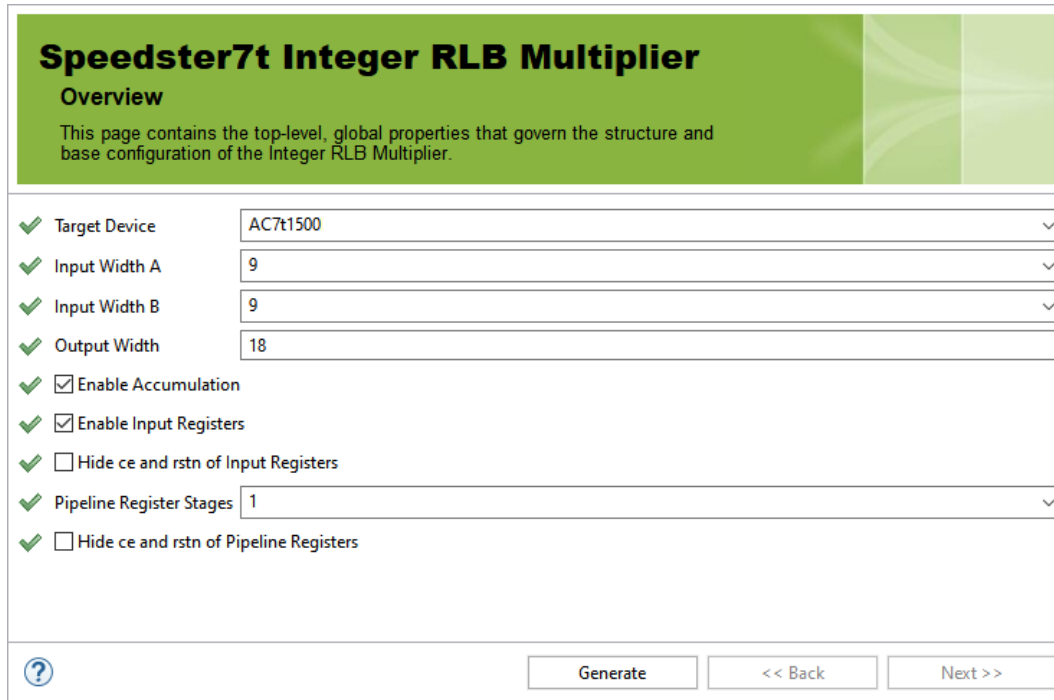 Speedster7t Integer RLB Multiplier
Overview
This page contains the top-level, global properties that govern the structure and
base configuration of the Integer RLB Multiplier.
Target Device AC7t1500
Input Width A 9
Input Width B 9
Output Width 18
Enable Accumulation
Enable Input Registers
Hide ce and rstn of Input Registers
Pipeline Register Stages 1
Hide ce and rstn of Pipeline Registers
? Generate << Back Next >>